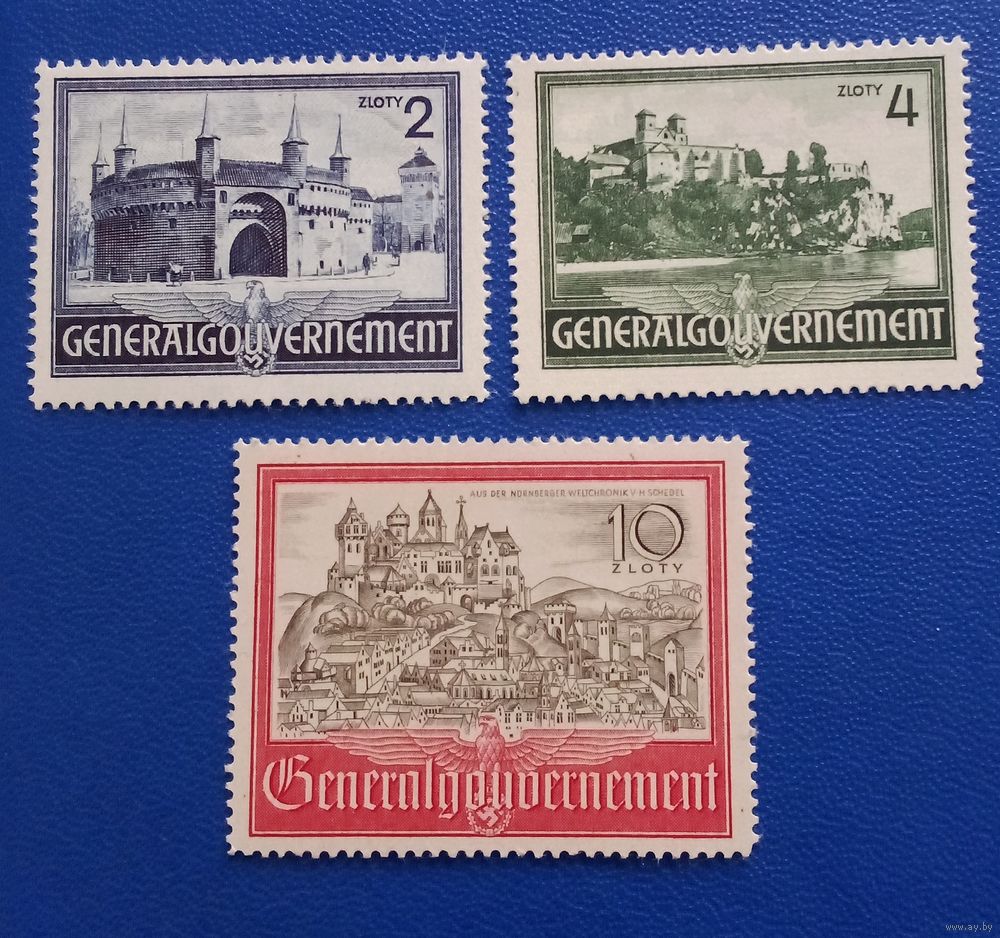 ZLOTY 2
GENERALGOUVERNEMENT
ZLOTY 4
GENERALGOUVERNEMENT
AUS DER NÜRNBERGER WELTCHRONIK V. H. SCHEDEL
10
ZLOTY
Generalgouvernement
www.ay.by